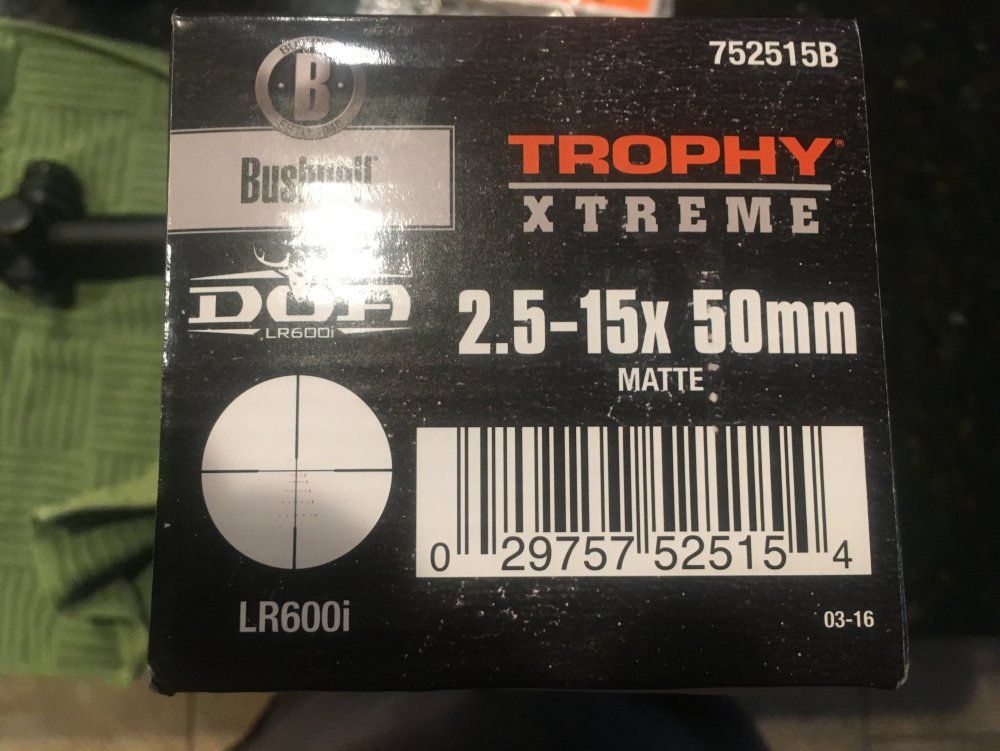 752515B
B
Bushnell
TROPHY®
XTREME
DOA
LR600i
2.5-15x 50mm
MATTE
LR600i
0 29757 52515 4
03-16